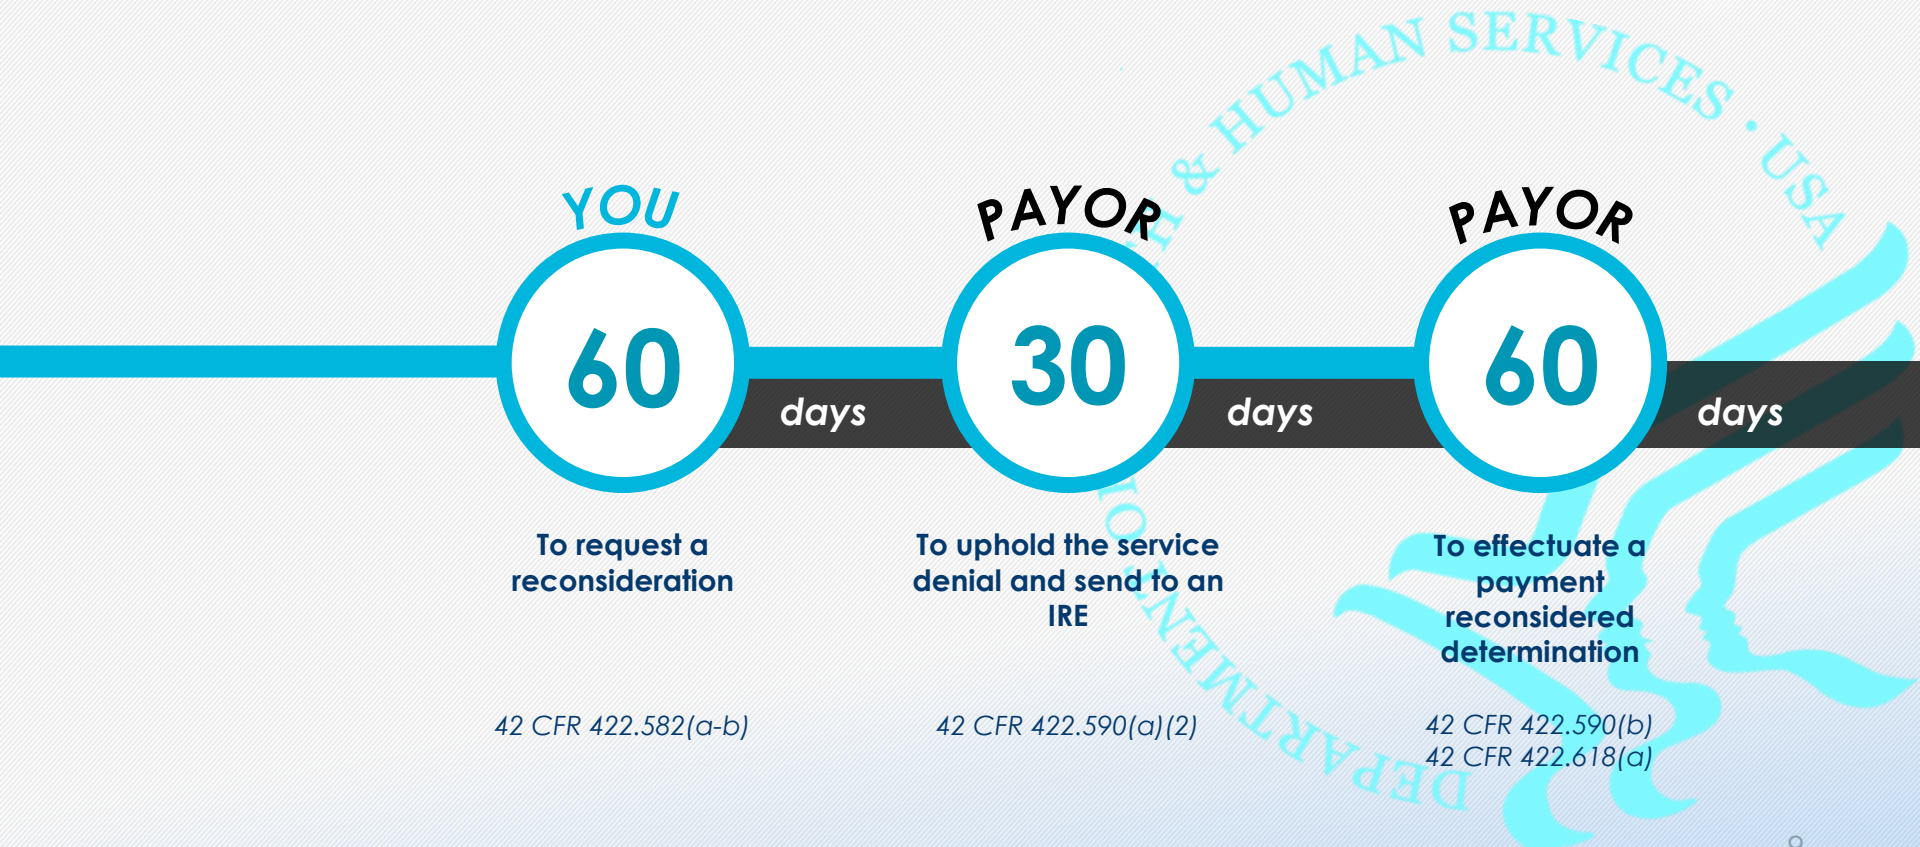 & HUMAN SERVICES · USA
YOU
PAYOR
PAYOR
60
30
60
days
days
days
To request a
reconsideration
To uphold the service
denial and send to an
IRE
To effectuate a
payment
reconsidered
determination
42 CFR 422.582(a-b)
42 CFR 422.590(a)(2)
42 CFR 422.590(b)
42 CFR 422.618(a)
DEPARTMENT O